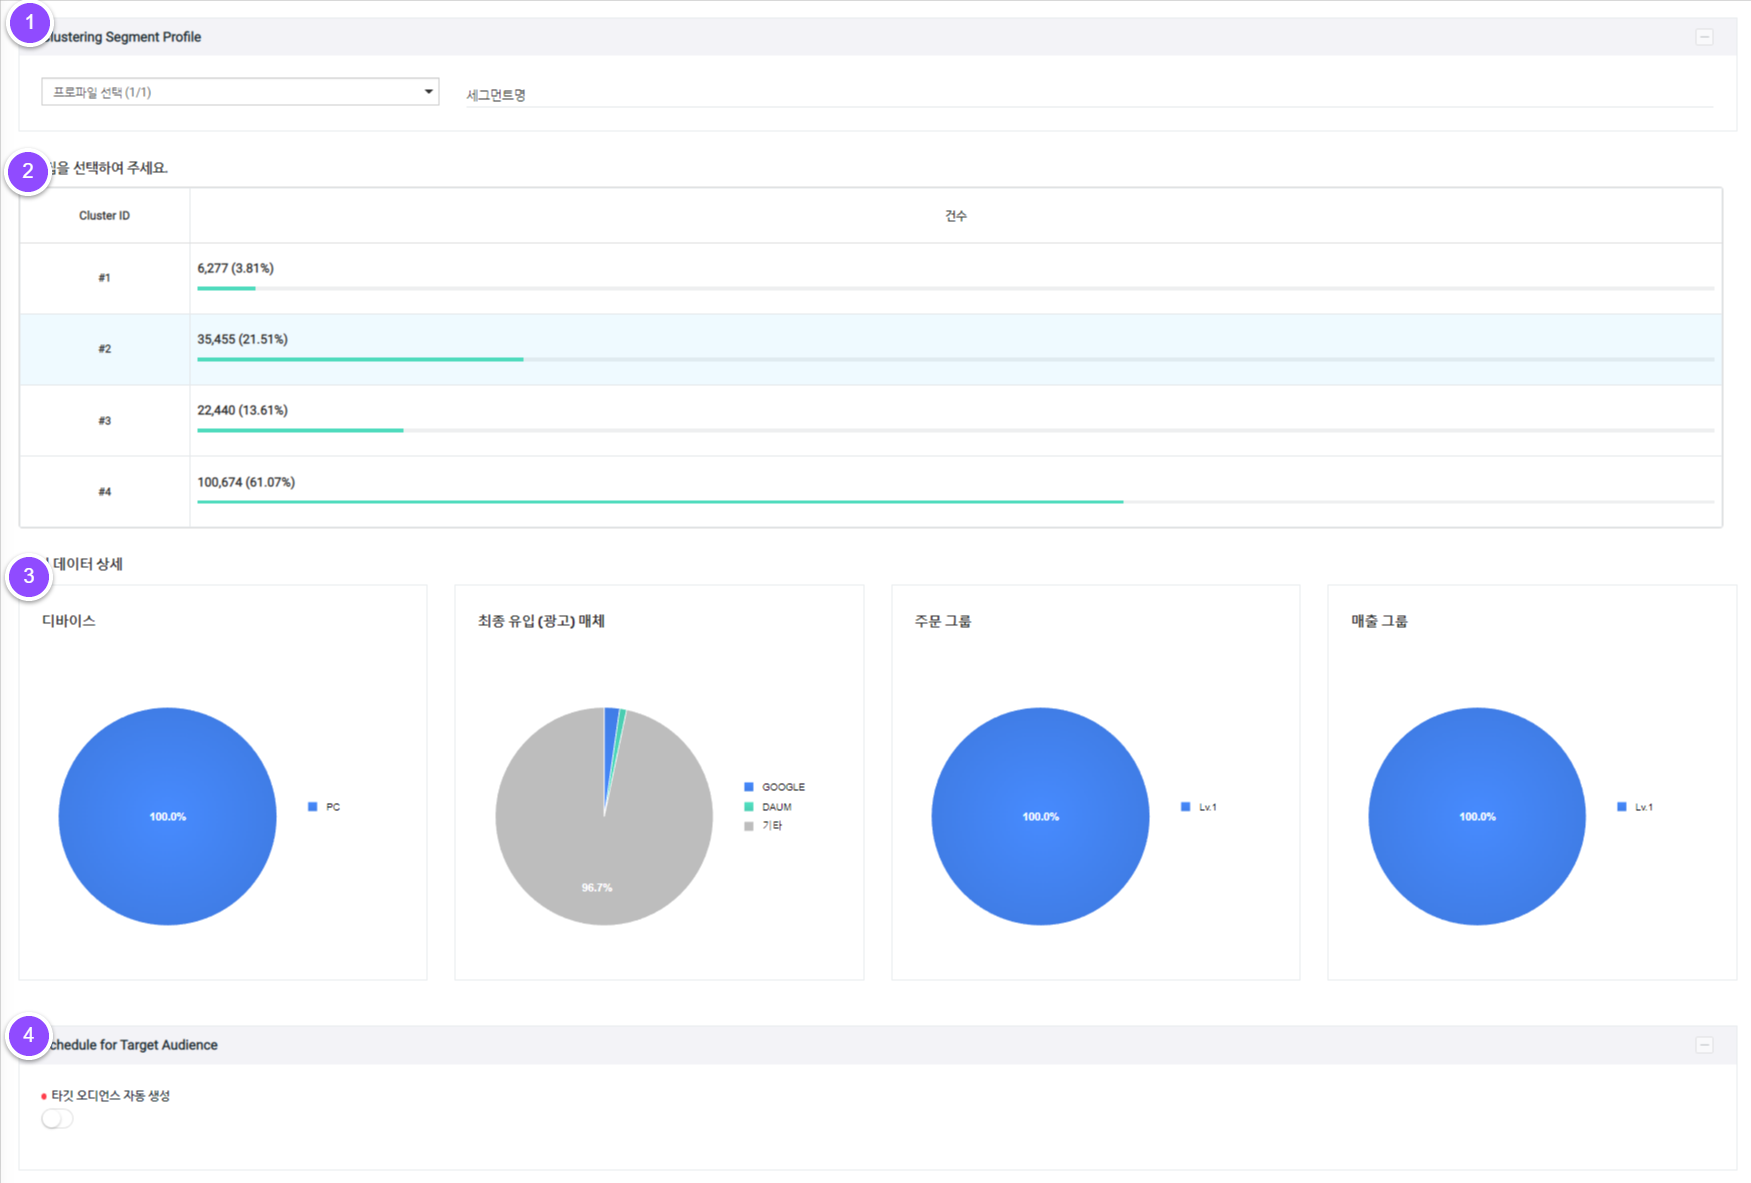 1
lustering Segment Profile
프로파일 선택 (1/1)
세그먼트명
2
을 선택하여 주세요.
Cluster ID
건수
#1
6,277 (3.81%)
#2
35,455 (21.51%)
#3
22,440 (13.61%)
#4
100,674 (61.07%)
3
데이터 상세
디바이스
100.0%
PC
최종 유입 (광고) 매체
GOOGLE
DAUM
기타
96.7%
주문 그룹
100.0%
Lv.1
매출 그룹
100.0%
Lv.1
4
chedule for Target Audience
타깃 오디언스 자동 생성